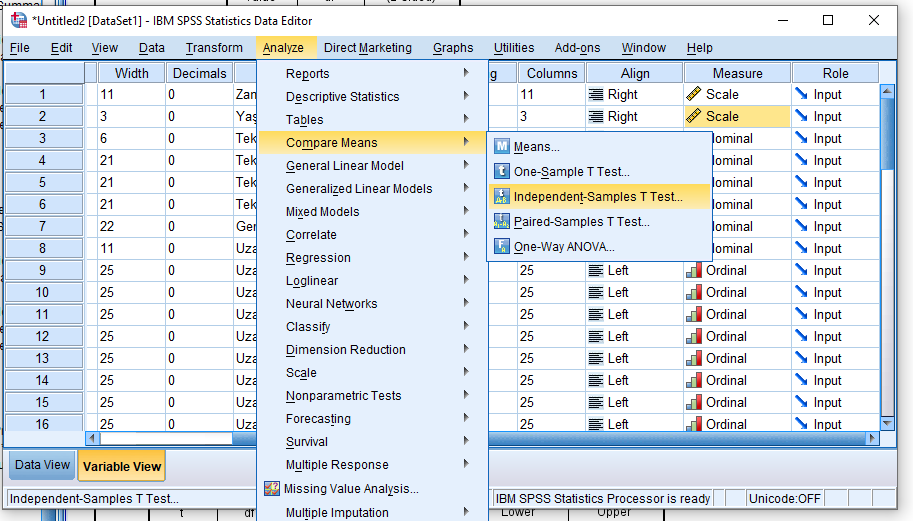 *Untitled2 [DataSet1] - IBM SPSS Statistics Data Editor
File Edit View Data Transform Analyze Direct Marketing Graphs Utilities Add-ons Window Help
Width Decimals g Columns Align Measure Role
1 11 0 Zan 11 Right Scale Input
2 3 0 Yaş 3 Right Scale Input
3 6 0 Tek Nominal Input
4 21 0 Tek Nominal Input
5 21 0 Tek Nominal Input
6 21 0 Tek Nominal Input
7 22 0 Ger Nominal Input
8 11 0 Uza Nominal Input
9 25 0 Uza 25 Left Ordinal Input
10 25 0 Uza 25 Left Ordinal Input
11 25 0 Uza 25 Left Ordinal Input
12 25 0 Uza 25 Left Ordinal Input
13 25 0 Uza 25 Left Ordinal Input
14 25 0 Uza 25 Left Ordinal Input
15 25 0 Uza 25 Left Ordinal Input
16 25 0 Uza 25 Left Ordinal Input
Reports
Descriptive Statistics
Tables
Compare Means
General Linear Model
Generalized Linear Models
Mixed Models
Correlate
Regression
Loglinear
Neural Networks
Classify
Dimension Reduction
Scale
Nonparametric Tests
Forecasting
Survival
Multiple Response
Missing Value Analysis...
Multiple Imputation
Means...
One-Sample T Test...
Independent-Samples T Test...
Paired-Samples T Test...
One-Way ANOVA...
Data View Variable View
Independent-Samples T Test... IBM SPSS Statistics Processor is ready Unicode:OFF
t df Lower Upper